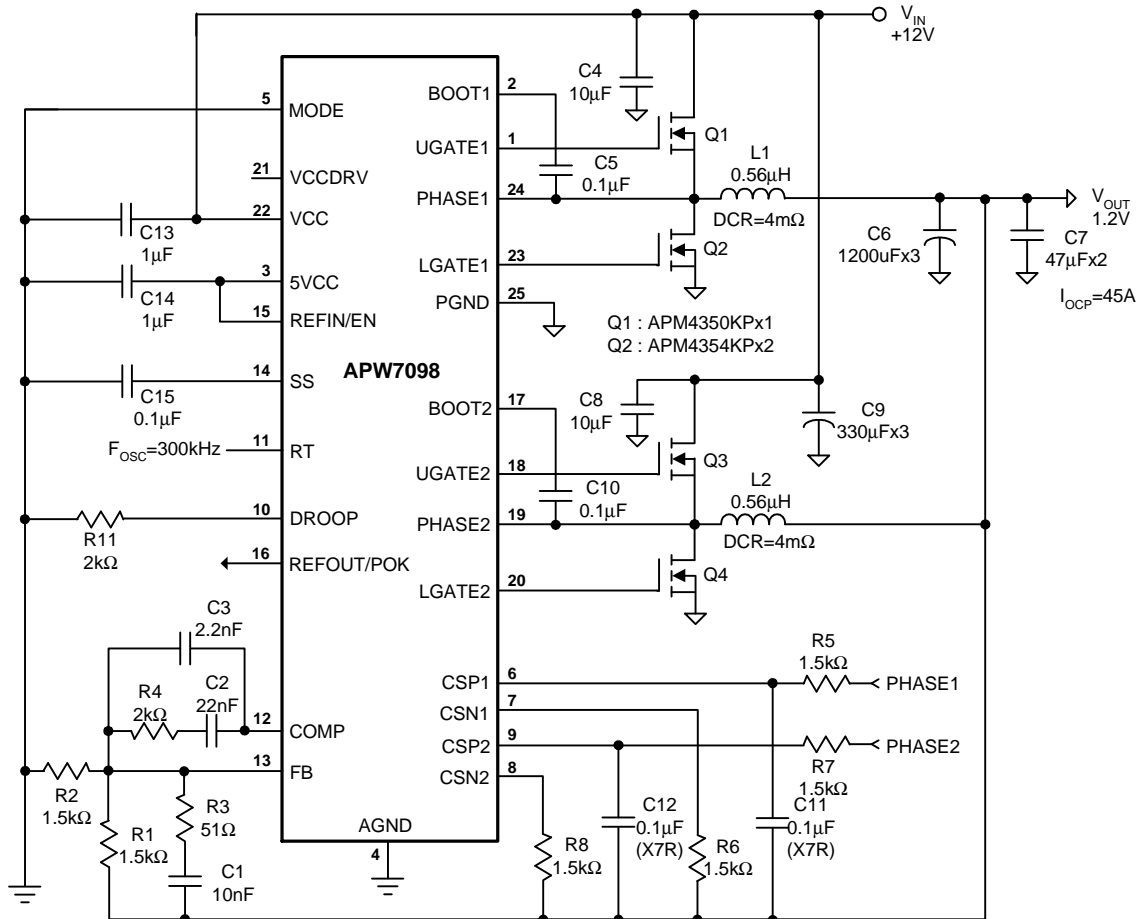 V_IN
+12V
C4
10µF
2
BOOT1
5
MODE
UGATE1
1
Q1
C5
0.1µF
L1
0.56µH
21
VCCDRV
PHASE1
24
DCR=4mΩ
V_OUT
1.2V
22
VCC
C13
1µF
LGATE1
23
Q2
C6
1200uFx3
C7
47µFx2
3
5VCC
C14
1µF
PGND
25
I_OCP=45A
15
REFIN/EN
Q1 : APM4350KPx1
Q2 : APM4354KPx2
APW7098
14
SS
C15
0.1µF
17
BOOT2
C8
10µF
C9
330µFx3
F_OSC=300kHz
11
RT
UGATE2
18
Q3
C10
0.1µF
L2
0.56µH
10
DROOP
R11
2kΩ
PHASE2
19
DCR=4mΩ
16
REFOUT/POK
LGATE2
20
Q4
C3
2.2nF
R5
1.5kΩ
CSP1
6
PHASE1
R4
2kΩ
C2
22nF
CSN1
7
12
COMP
CSP2
9
PHASE2
R7
1.5kΩ
13
FB
CSN2
8
R2
1.5kΩ
R3
51Ω
C12
0.1µF
(X7R)
C11
0.1µF
(X7R)
AGND
4
R1
1.5kΩ
R8
1.5kΩ
R6
1.5kΩ
C1
10nF